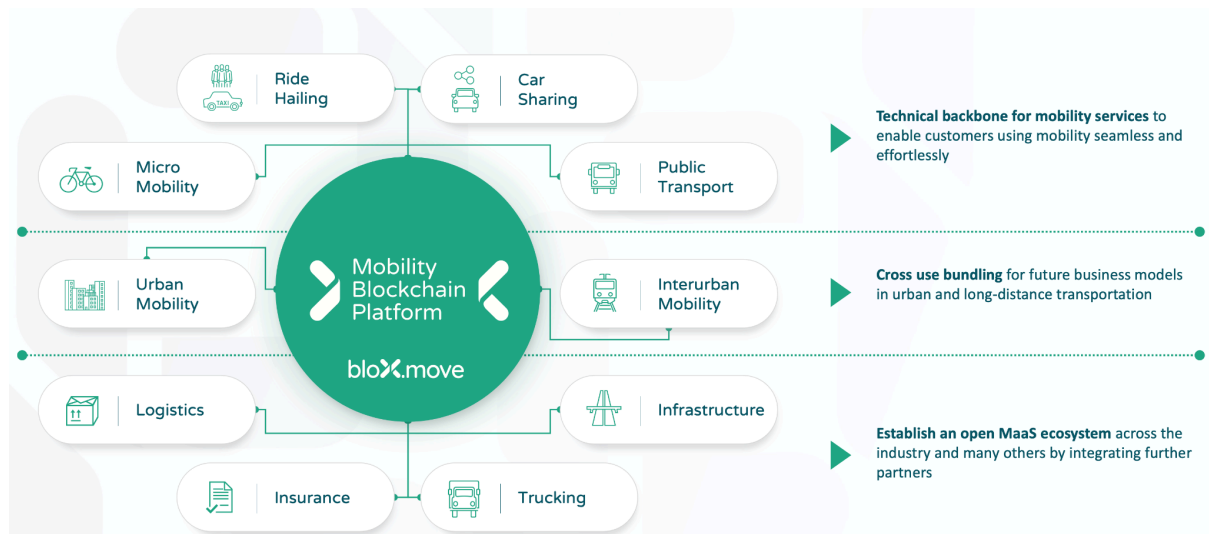 Ride
Hailing
TAXI
Car
Sharing
Micro
Mobility
Public
Transport
Technical backbone for mobility services to
enable customers using mobility seamless and
effortlessly
Urban
Mobility
Mobility
Blockchain
Platform
bloX.move
Interurban
Mobility
Cross use bundling for future business models
in urban and long-distance transportation
Logistics
Infrastructure
Insurance
Trucking
Establish an open MaaS ecosystem across the
industry and many others by integrating further
partners